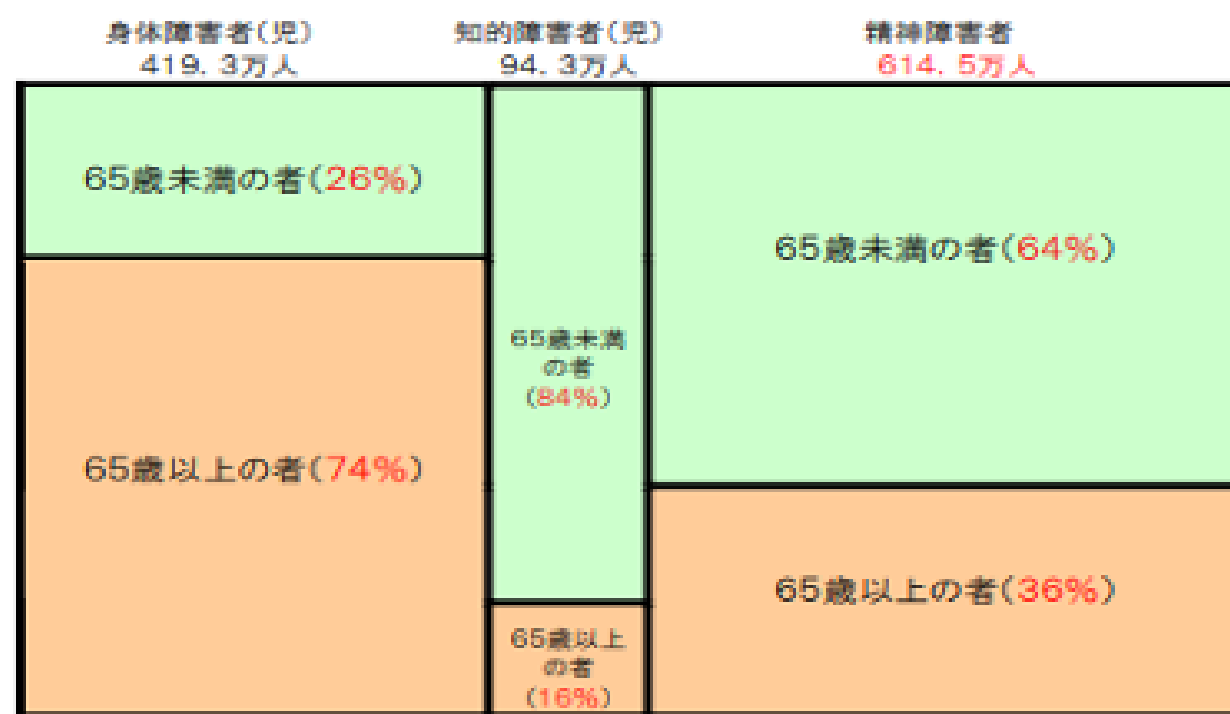 身体障害者(児)
419.3万人
知的障害者(児)
94.3万人
精神障害者
614.5万人
65歳未満の者(26%)
65歳以上の者(74%)
65歳未満
の者
(84%)
65歳以上
の者
(16%)
65歳未満の者(64%)
65歳以上の者(36%)